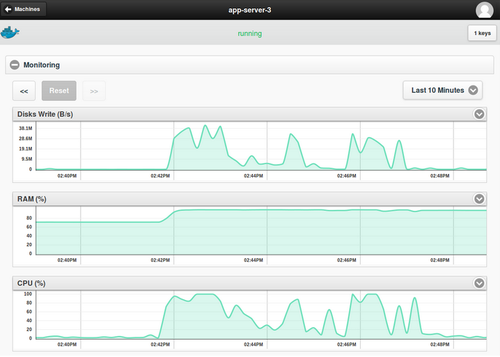 Machines
app-server-3
running
1 keys
Monitoring
<<
Reset
>>
Last 10 Minutes
Disks Write (B/s)
38.1M
28.6M
19.1M
9.5M
0
02:40PM 02:42PM 02:44PM 02:46PM 02:48PM
RAM (%)
80
60
40
20
0
02:40PM 02:42PM 02:44PM 02:46PM 02:48PM
CPU (%)
100
80
60
40
20
0
02:40PM 02:42PM 02:44PM 02:46PM 02:48PM